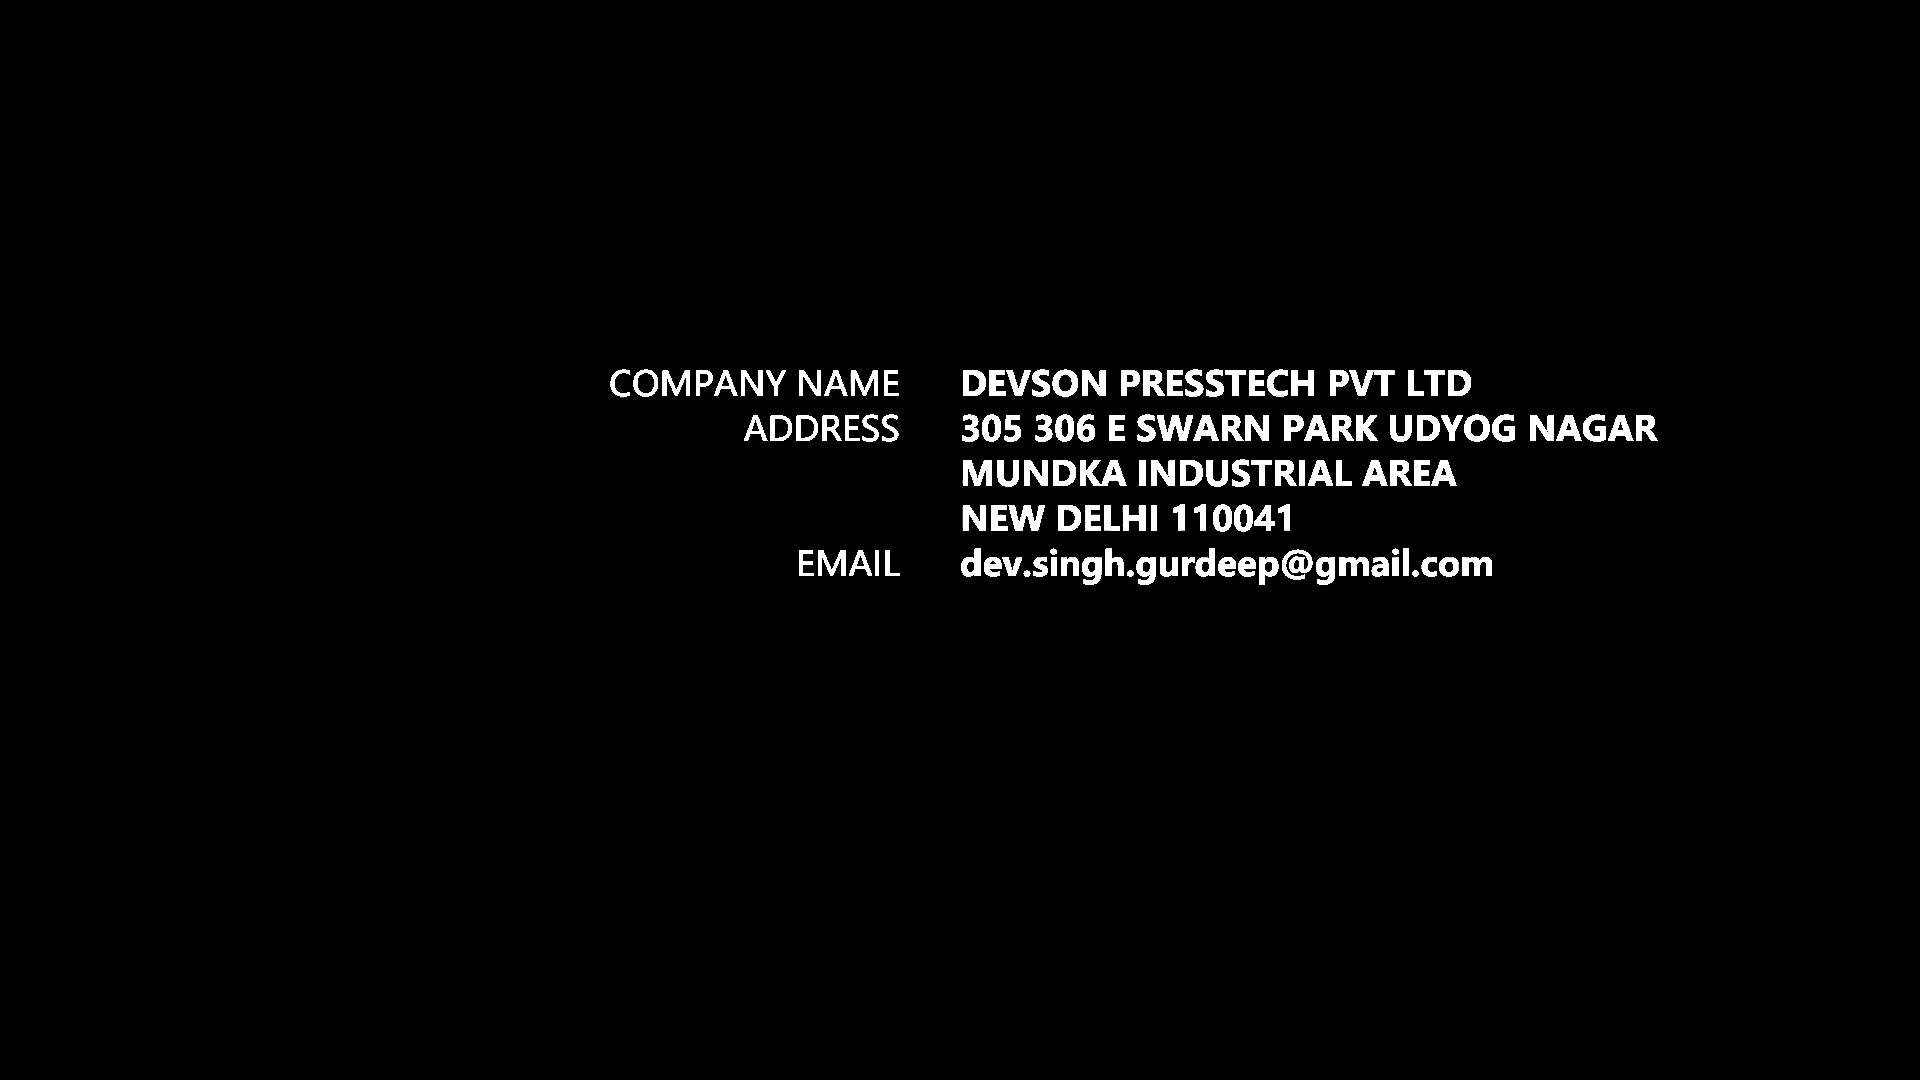 COMPANY NAME DEVSON PRESSTECH PVT LTD
ADDRESS 305 306 E SWARN PARK UDYOG NAGAR
MUNDKA INDUSTRIAL AREA
NEW DELHI 110041
EMAIL dev.singh.gurdeep@gmail.com